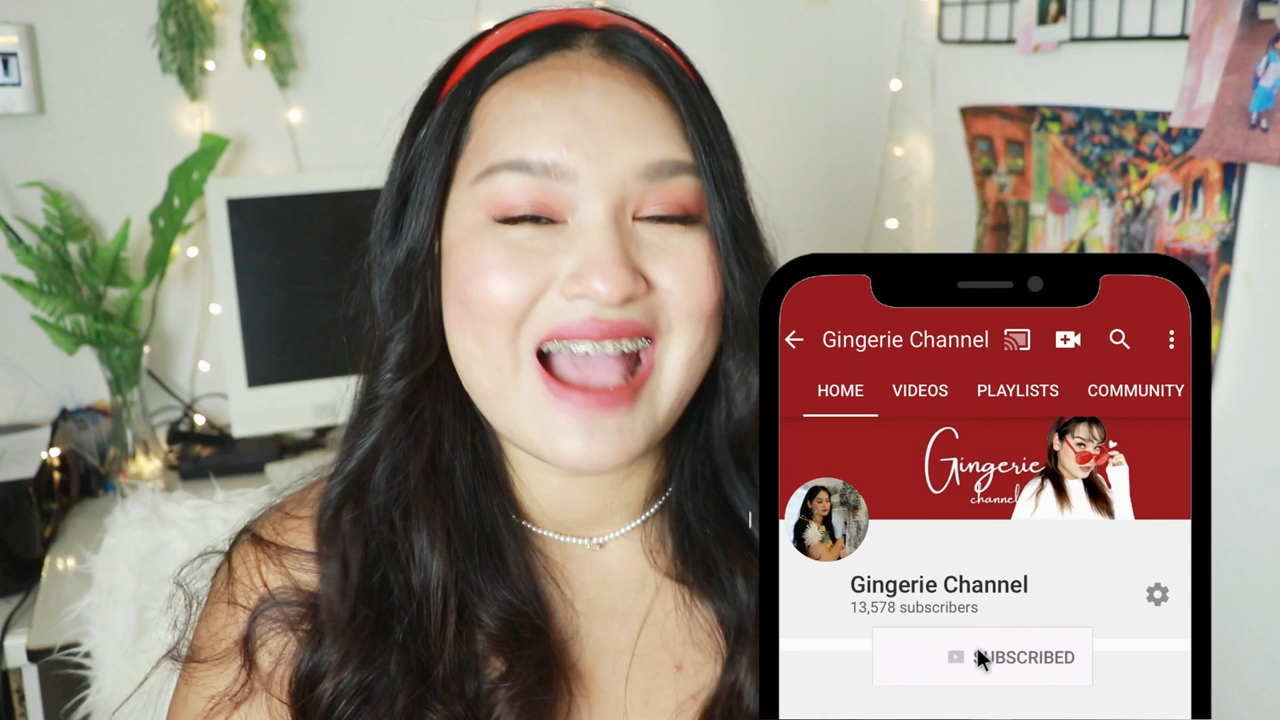 Gingerie Channel
HOME VIDEOS PLAYLISTS COMMUNITY
Gingerie
channel
Gingerie Channel
13,578 subscribers
SUBSCRIBED